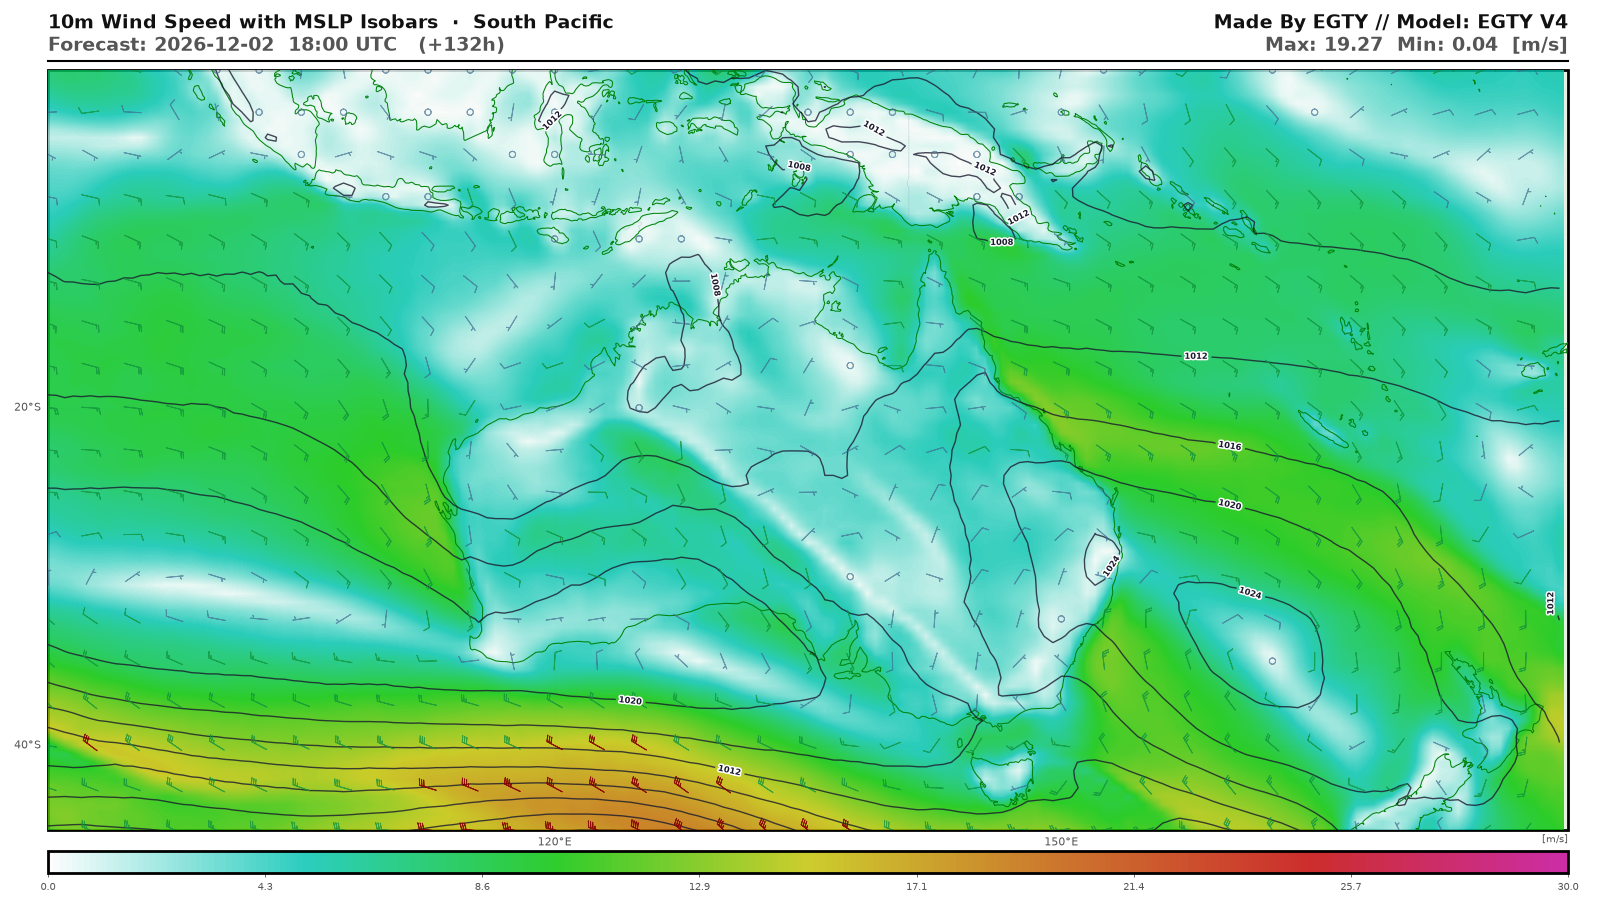 10m Wind Speed with MSLP Isobars · South Pacific
Made By EGTY // Model: EGTY V4
Forecast: 2026-12-02 18:00 UTC (+132h)
Max: 19.27 Min: 0.04 [m/s]
1012
1012
1008
1012
1012
1008
1008
1012
20°S
1016
1020
1024
1024
1012
1020
40°S
1012
120°E
150°E
[m/s]
0.0
4.3
8.6
12.9
17.1
21.4
25.7
30.0